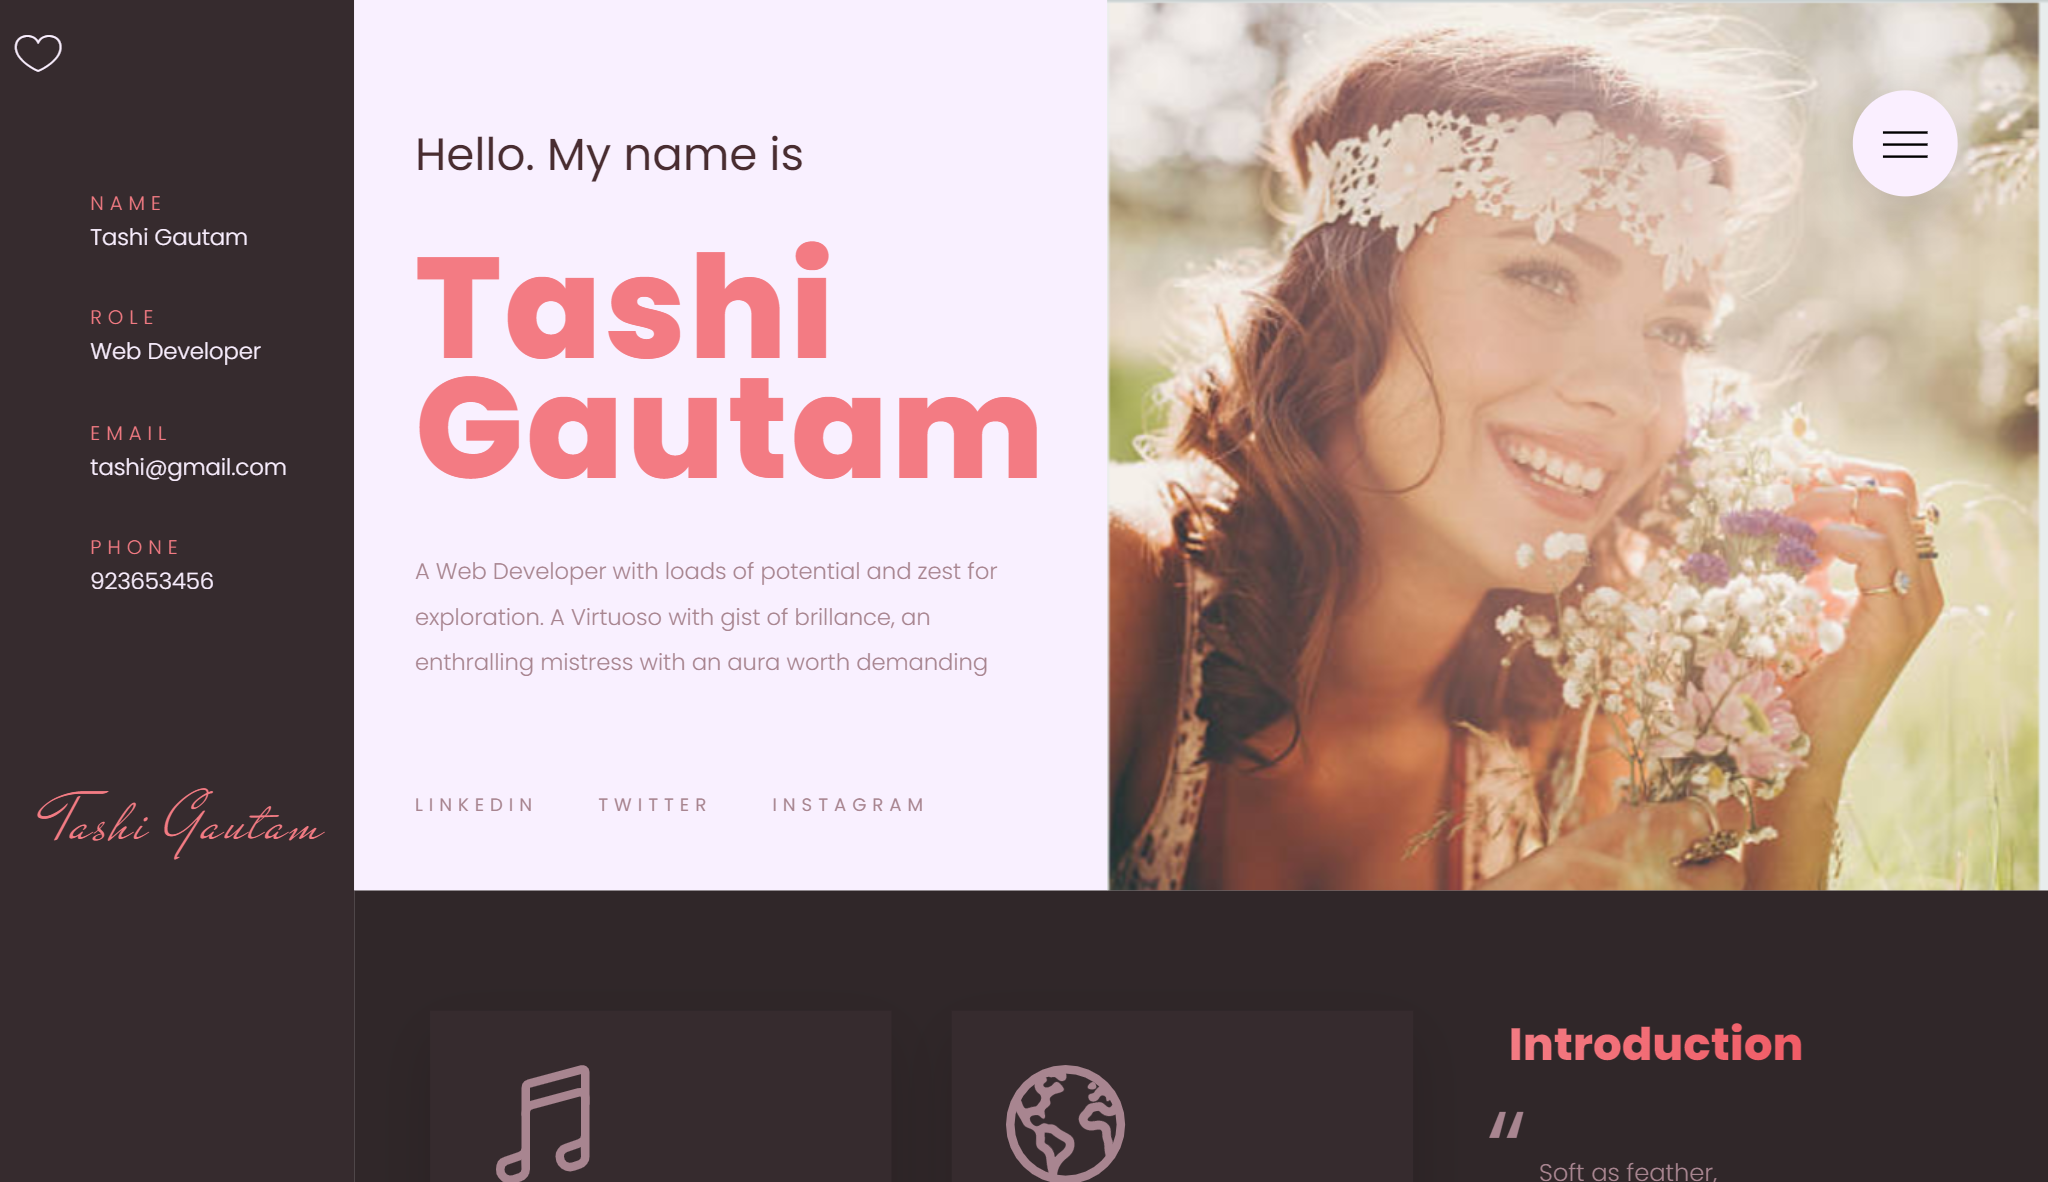 NAME
Tashi Gautam
ROLE
Web Developer
EMAIL
tashi@gmail.com
PHONE
923653456
Tashi Gautam
Hello. My name is
Tashi
Gautam
A Web Developer with loads of potential and zest for
exploration. A Virtuoso with gist of brillance, an
enthralling mistress with an aura worth demanding
LINKEDIN TWITTER INSTAGRAM
Introduction
“
Soft as feather,